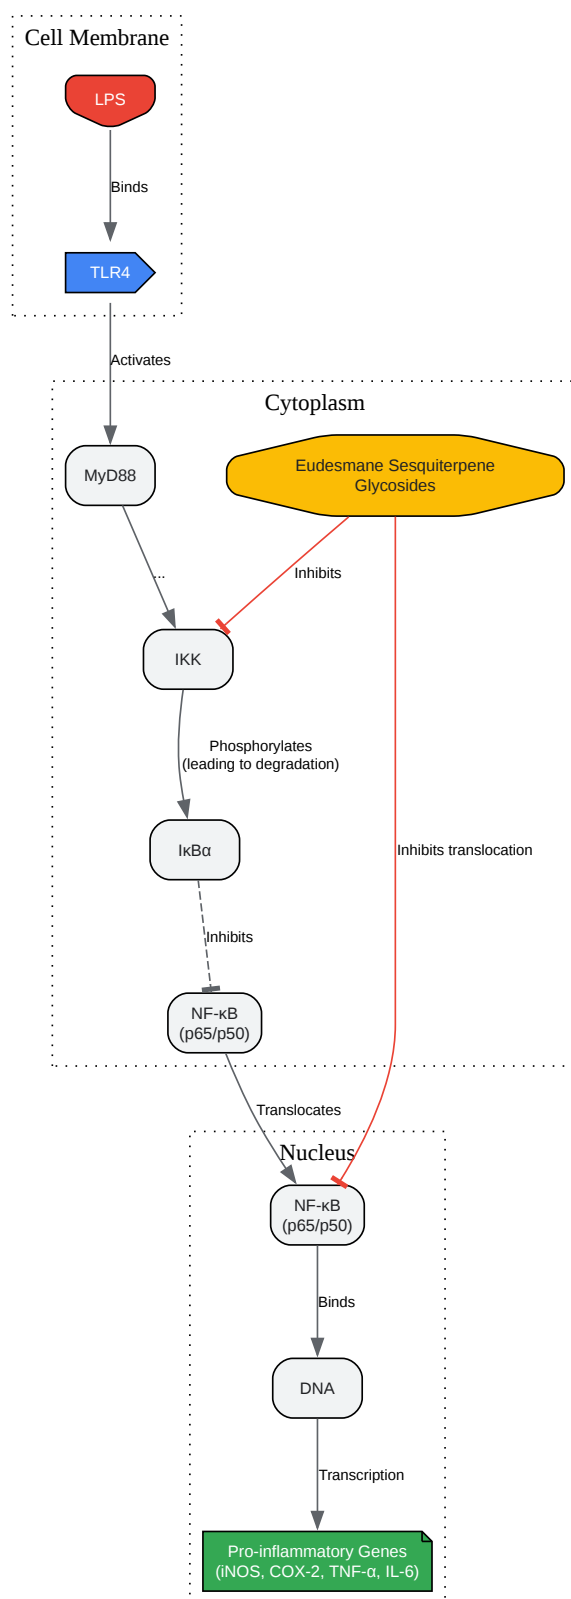 Cell Membrane
LPS
Binds
TLR4
Activates
Cytoplasm
MyD88
Eudesmane Sesquiterpene
Glycosides
...
Inhibits
IKK
Phosphorylates
(leading to degradation)
IκBα
Inhibits translocation
Inhibits
NF-κB
(p65/p50)
Translocates
Nucleus
NF-κB
(p65/p50)
Binds
DNA
Transcription
Pro-inflammatory Genes
(iNOS, COX-2, TNF-α, IL-6)